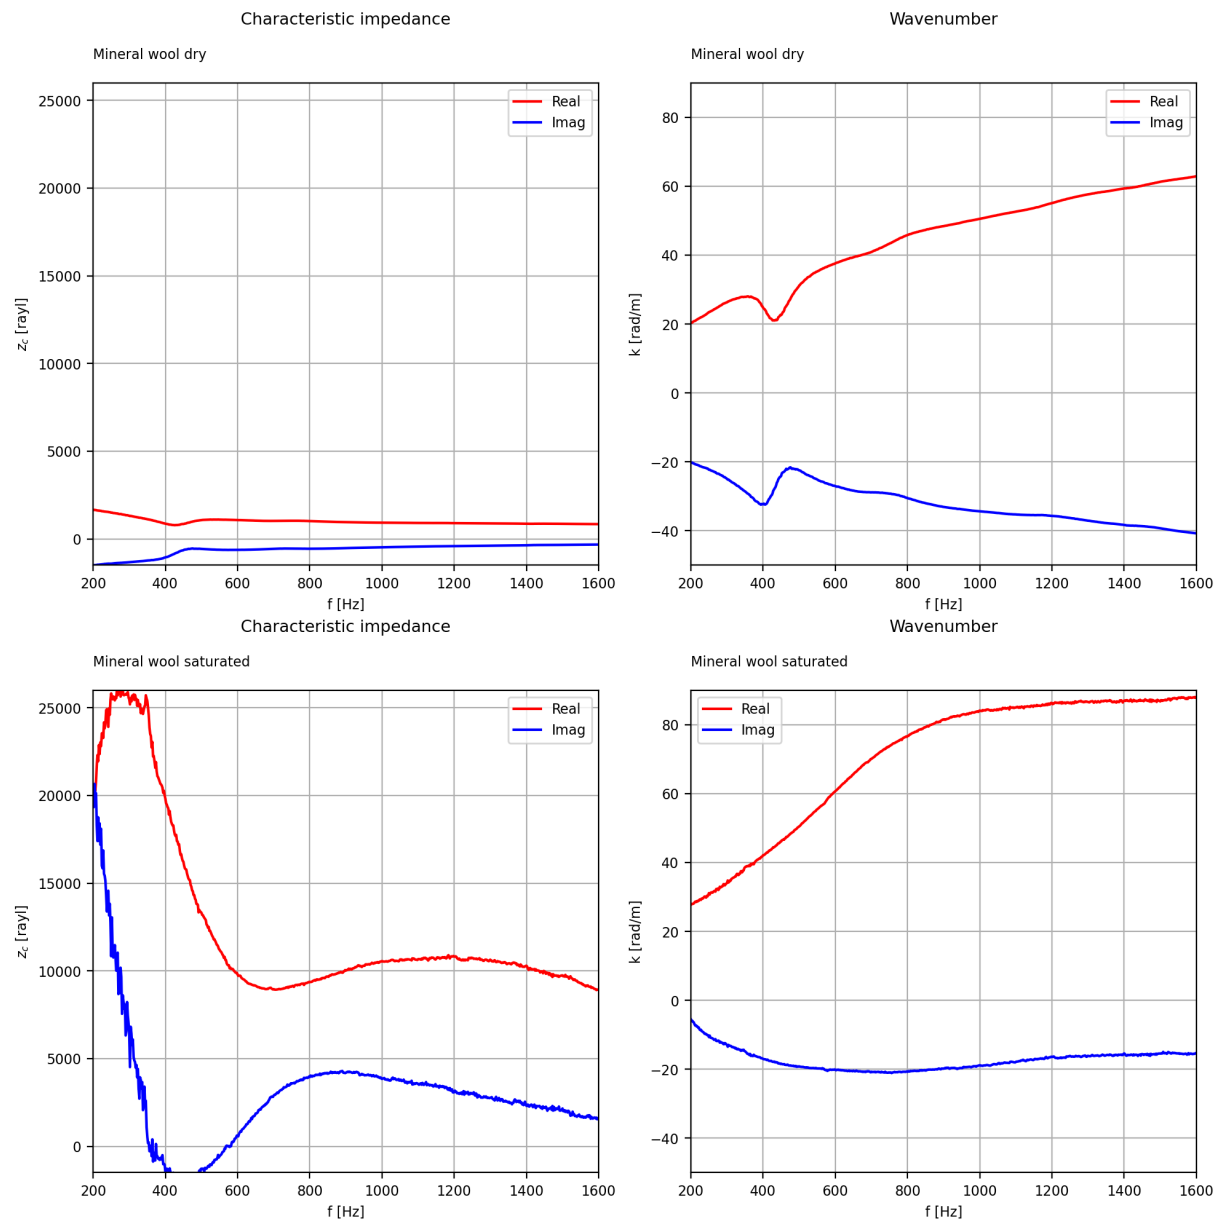 Characteristic impedance
Mineral wool dry
Real
Imag
25000
20000
15000
10000
5000
0
z_c [rayl]
200 400 600 800 1000 1200 1400 1600
f [Hz]
Wavenumber
Mineral wool dry
Real
Imag
80
60
40
20
0
−20
−40
k [rad/m]
200 400 600 800 1000 1200 1400 1600
f [Hz]
Characteristic impedance
Mineral wool saturated
Real
Imag
25000
20000
15000
10000
5000
0
z_c [rayl]
200 400 600 800 1000 1200 1400 1600
f [Hz]
Wavenumber
Mineral wool saturated
Real
Imag
80
60
40
20
0
−20
−40
k [rad/m]
200 400 600 800 1000 1200 1400 1600
f [Hz]